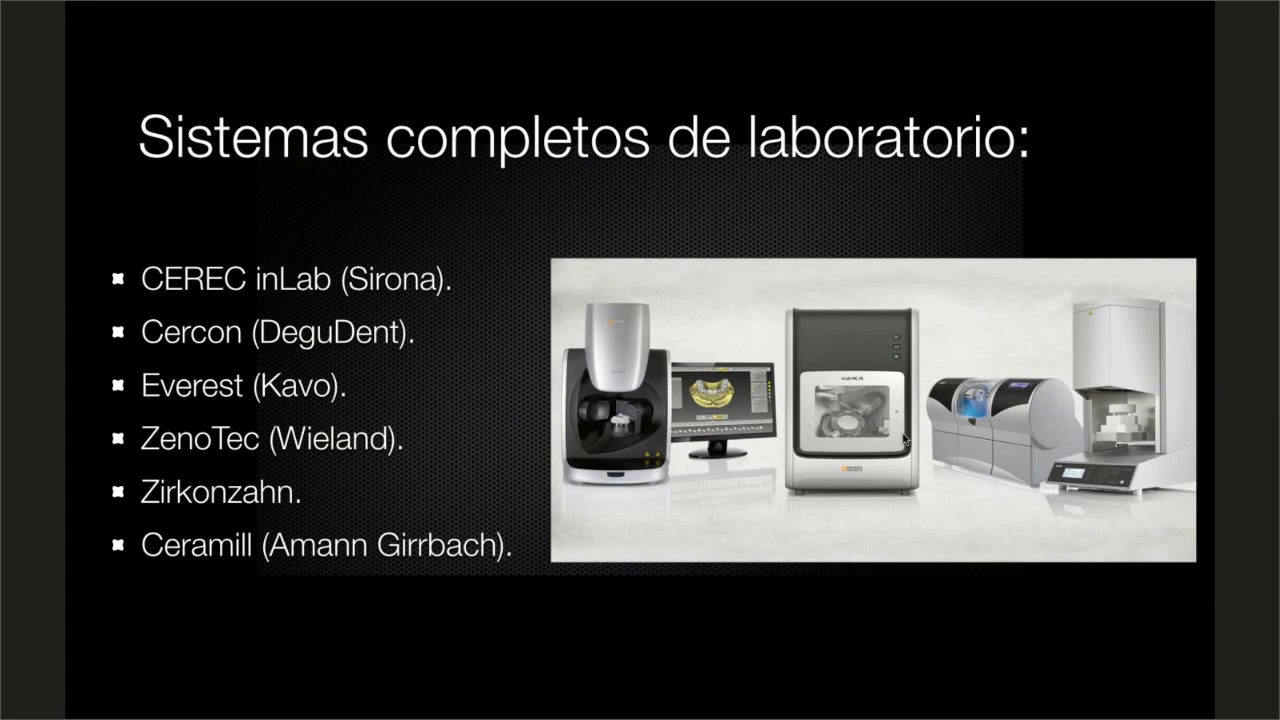 Sistemas completos de laboratorio:
CEREC inLab (Sirona).
Cercon (DeguDent).
Everest (Kavo).
ZenoTec (Wieland).
Zirkonzahn.
Ceramill (Amann Girrbach).